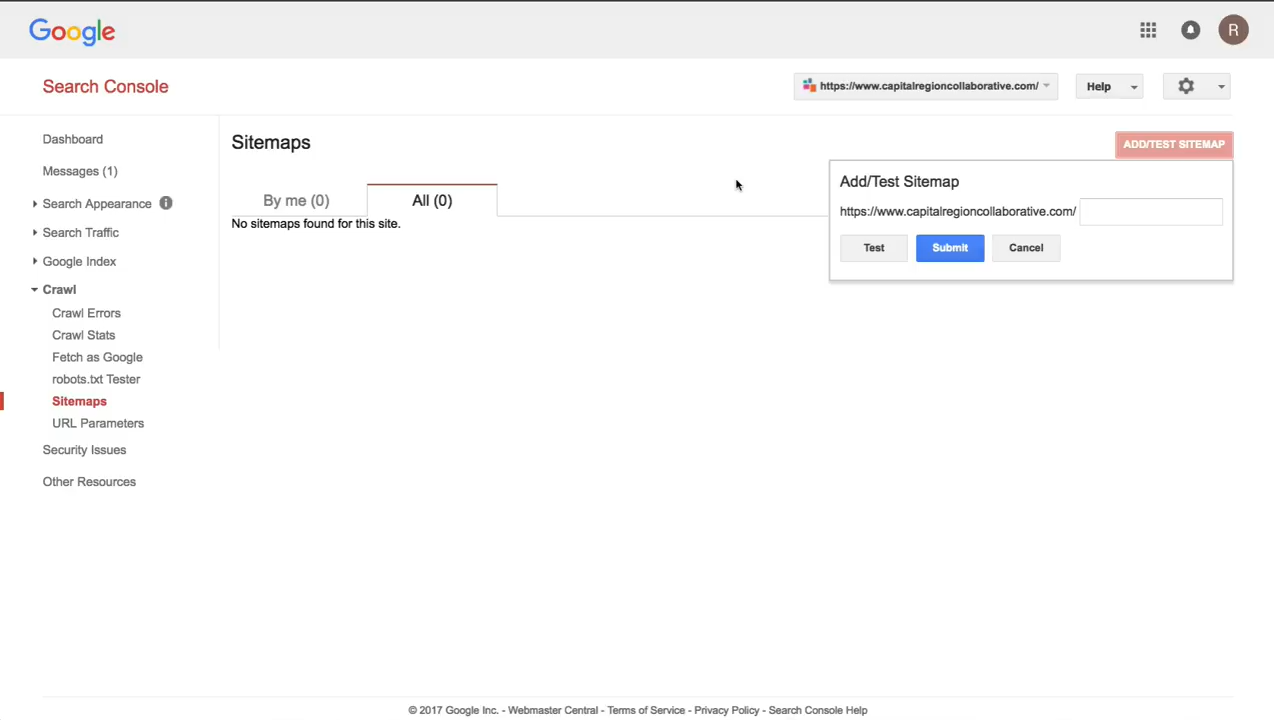 Google
R
Search Console
https://www.capitalregioncollaborative.com/
Help
Dashboard
Messages (1)
Search Appearance
Search Traffic
Google Index
Crawl
Crawl Errors
Crawl Stats
Fetch as Google
robots.txt Tester
Sitemaps
URL Parameters
Security Issues
Other Resources
Sitemaps
ADD/TEST SITEMAP
By me (0)
All (0)
No sitemaps found for this site.
Add/Test Sitemap
https://www.capitalregioncollaborative.com/
Test
Submit
Cancel
© 2017 Google Inc. - Webmaster Central - Terms of Service - Privacy Policy - Search Console Help